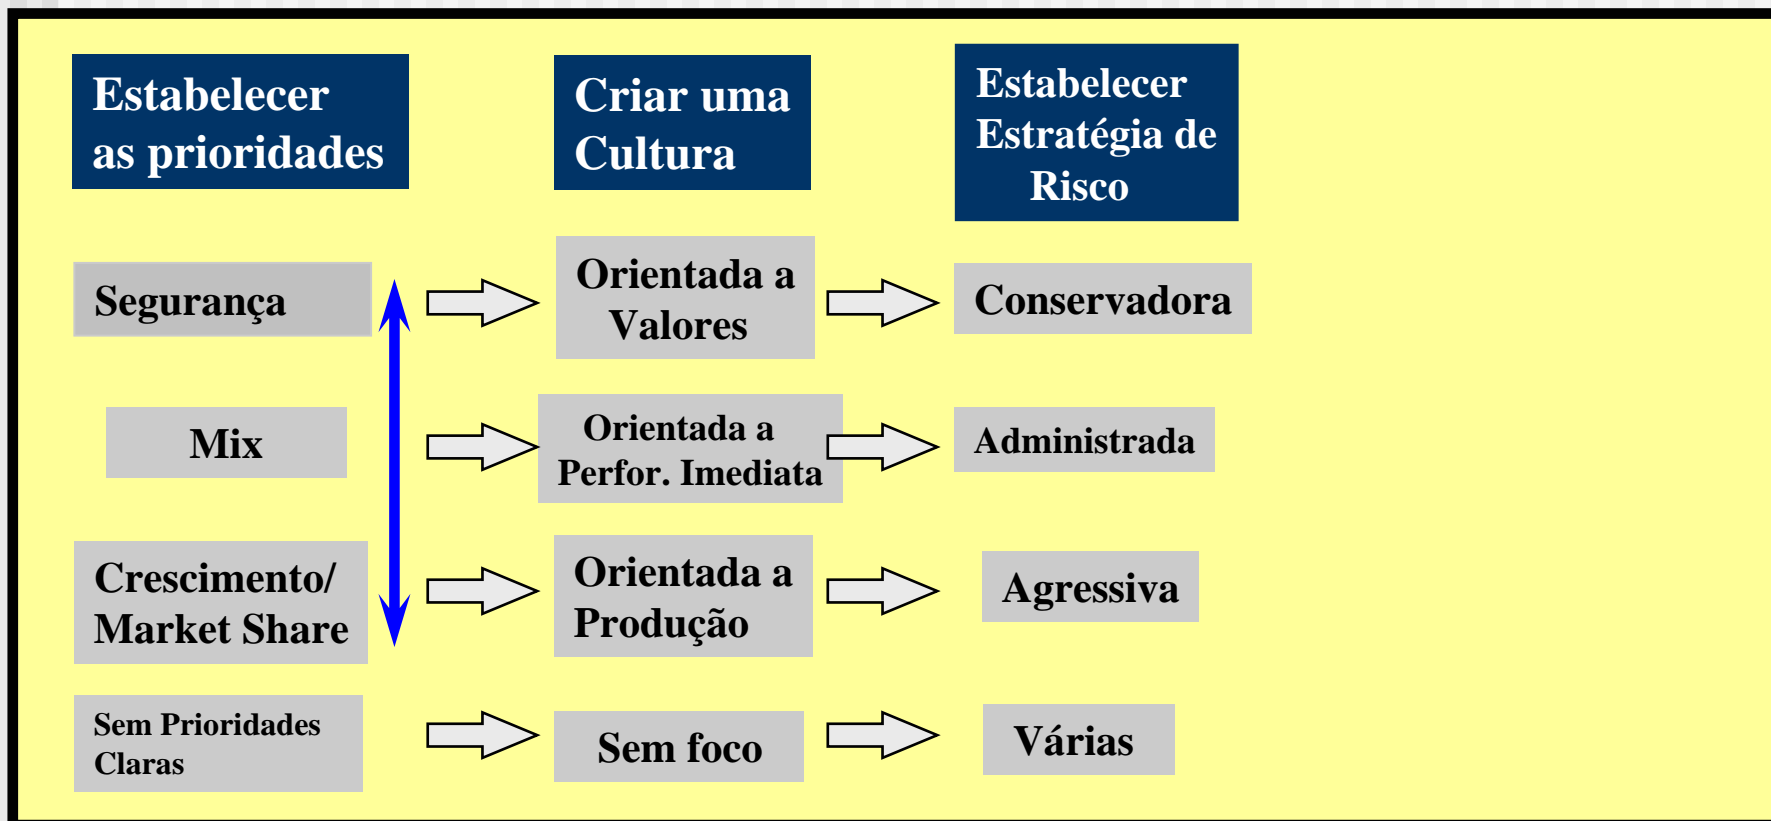 Estabelecer
as prioridades
Criar uma
Cultura
Estabelecer
Estratégia de
Risco
Segurança
Orientada a
Valores
Conservadora
Mix
Orientada a
Perfor. Imediata
Administrada
Crescimento/
Market Share
Orientada a
Produção
Agressiva
Sem Prioridades
Claras
Sem foco
Várias